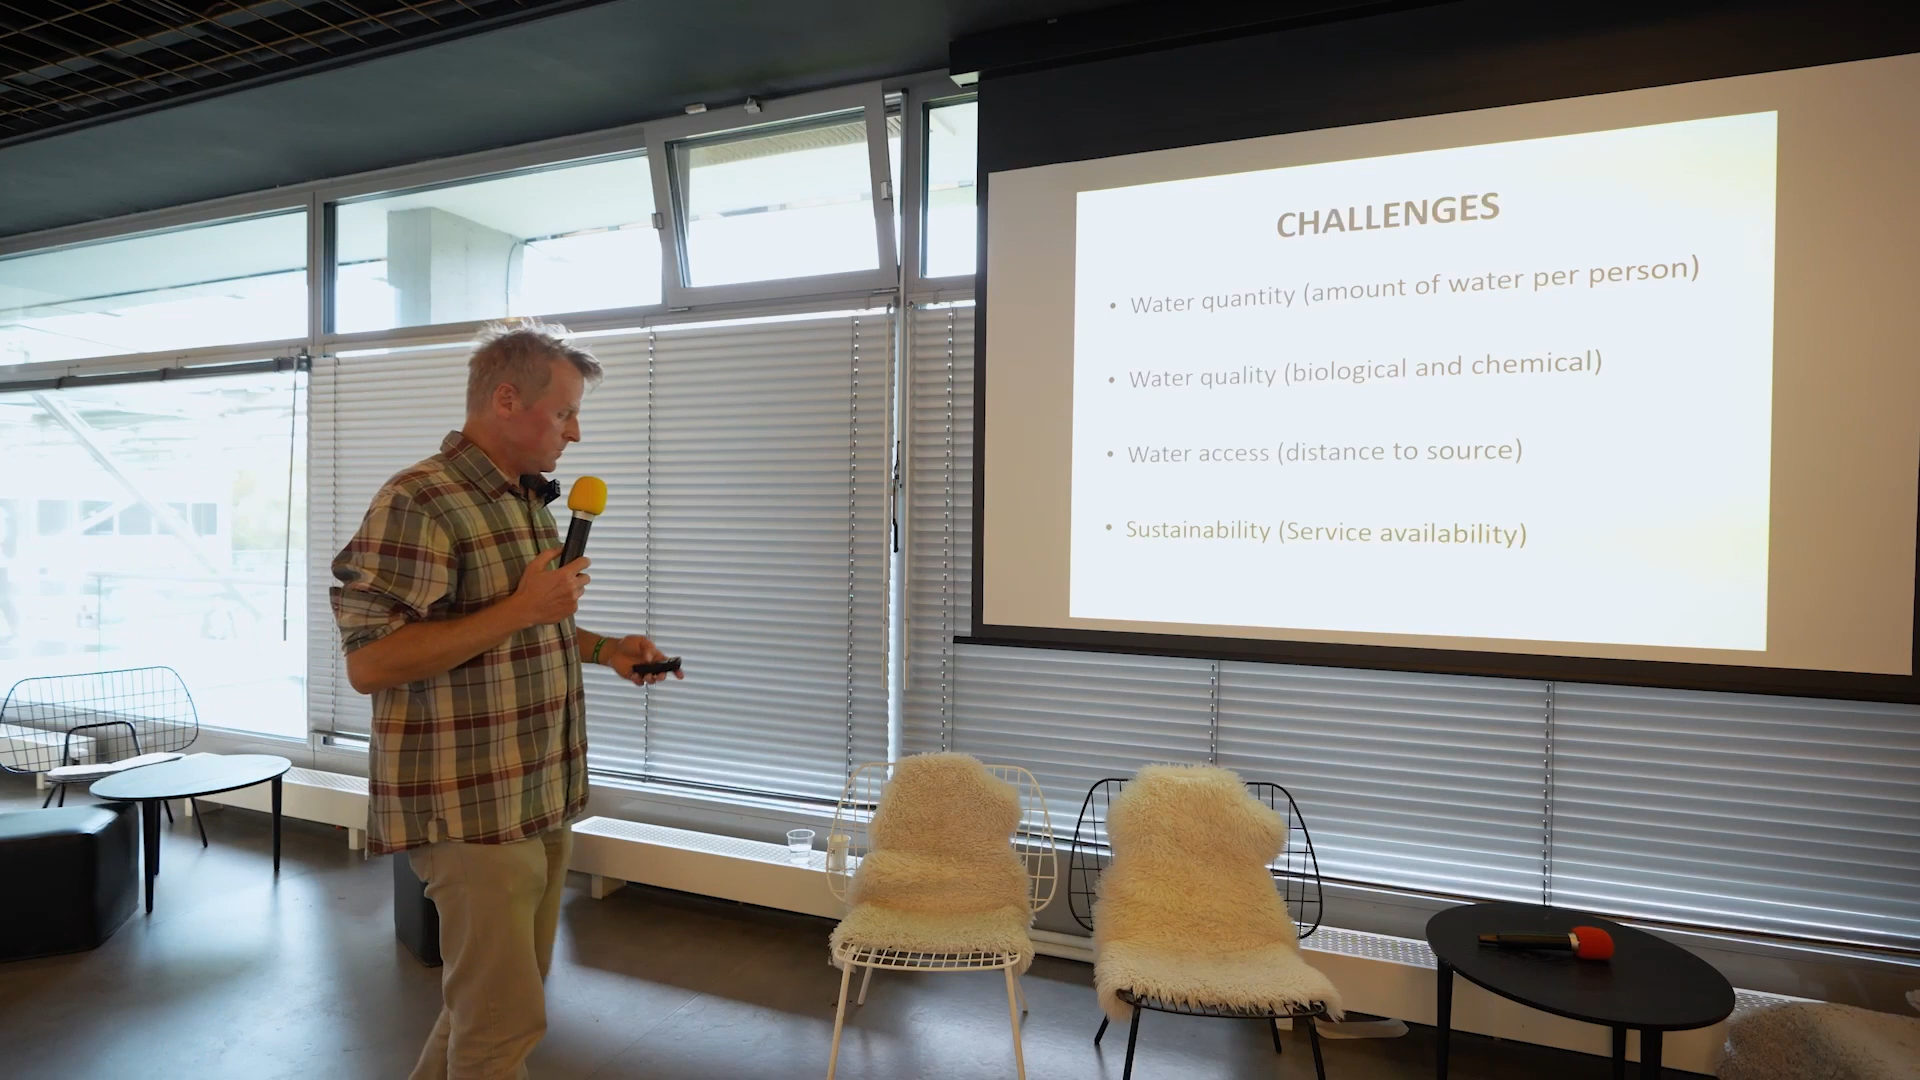 CHALLENGES
• Water quantity (amount of water per person)
• Water quality (biological and chemical)
• Water access (distance to source)
• Sustainability (Service availability)